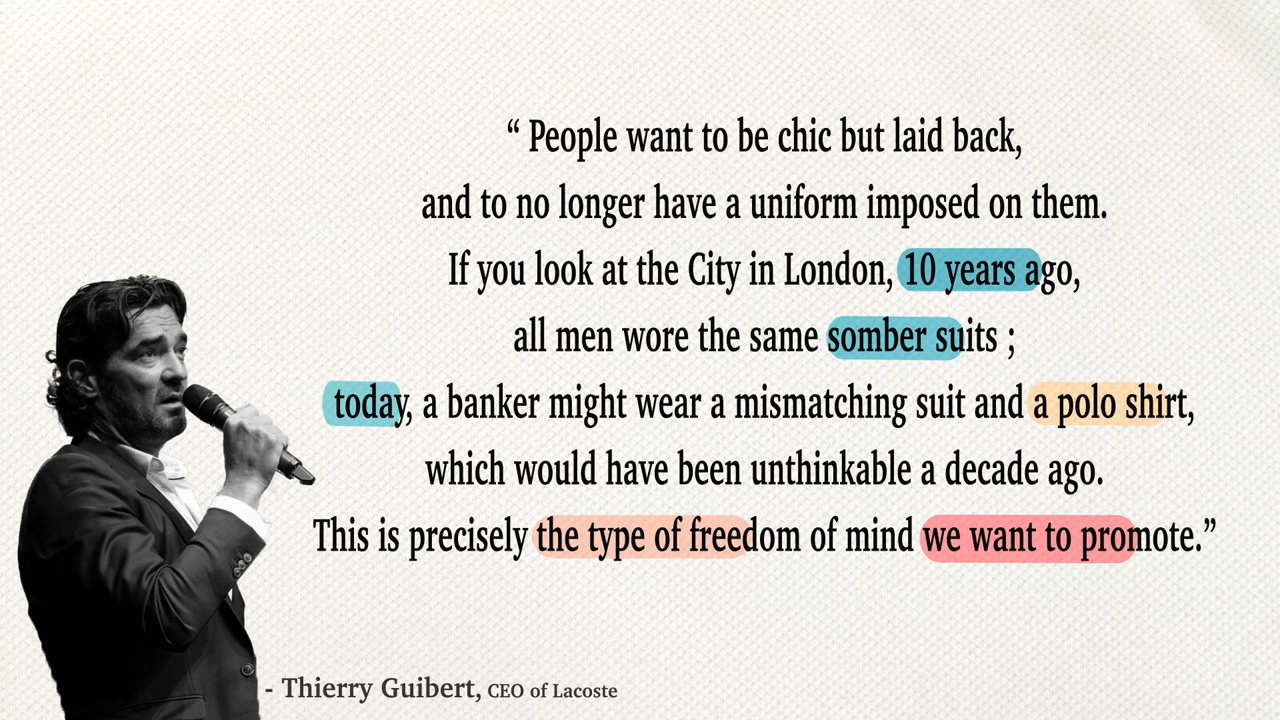 “ People want to be chic but laid back,
and to no longer have a uniform imposed on them.
If you look at the City in London, 10 years ago,
all men wore the same somber suits ;
today, a banker might wear a mismatching suit and a polo shirt,
which would have been unthinkable a decade ago.
This is precisely the type of freedom of mind we want to promote.”
- Thierry Guibert, CEO of Lacoste